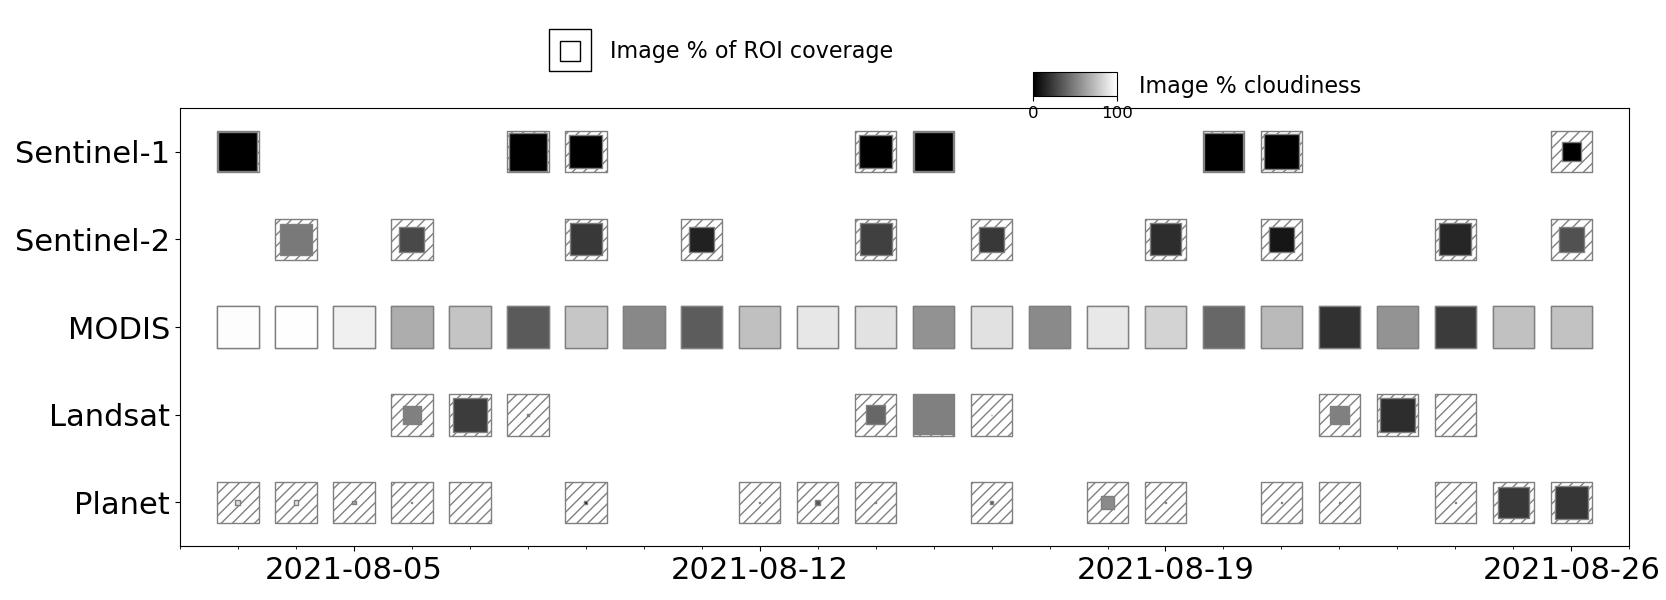 Image % of ROI coverage
Image % cloudiness
0 100
Sentinel-1
Sentinel-2
MODIS
Landsat
Planet
2021-08-05 2021-08-12 2021-08-19 2021-08-26